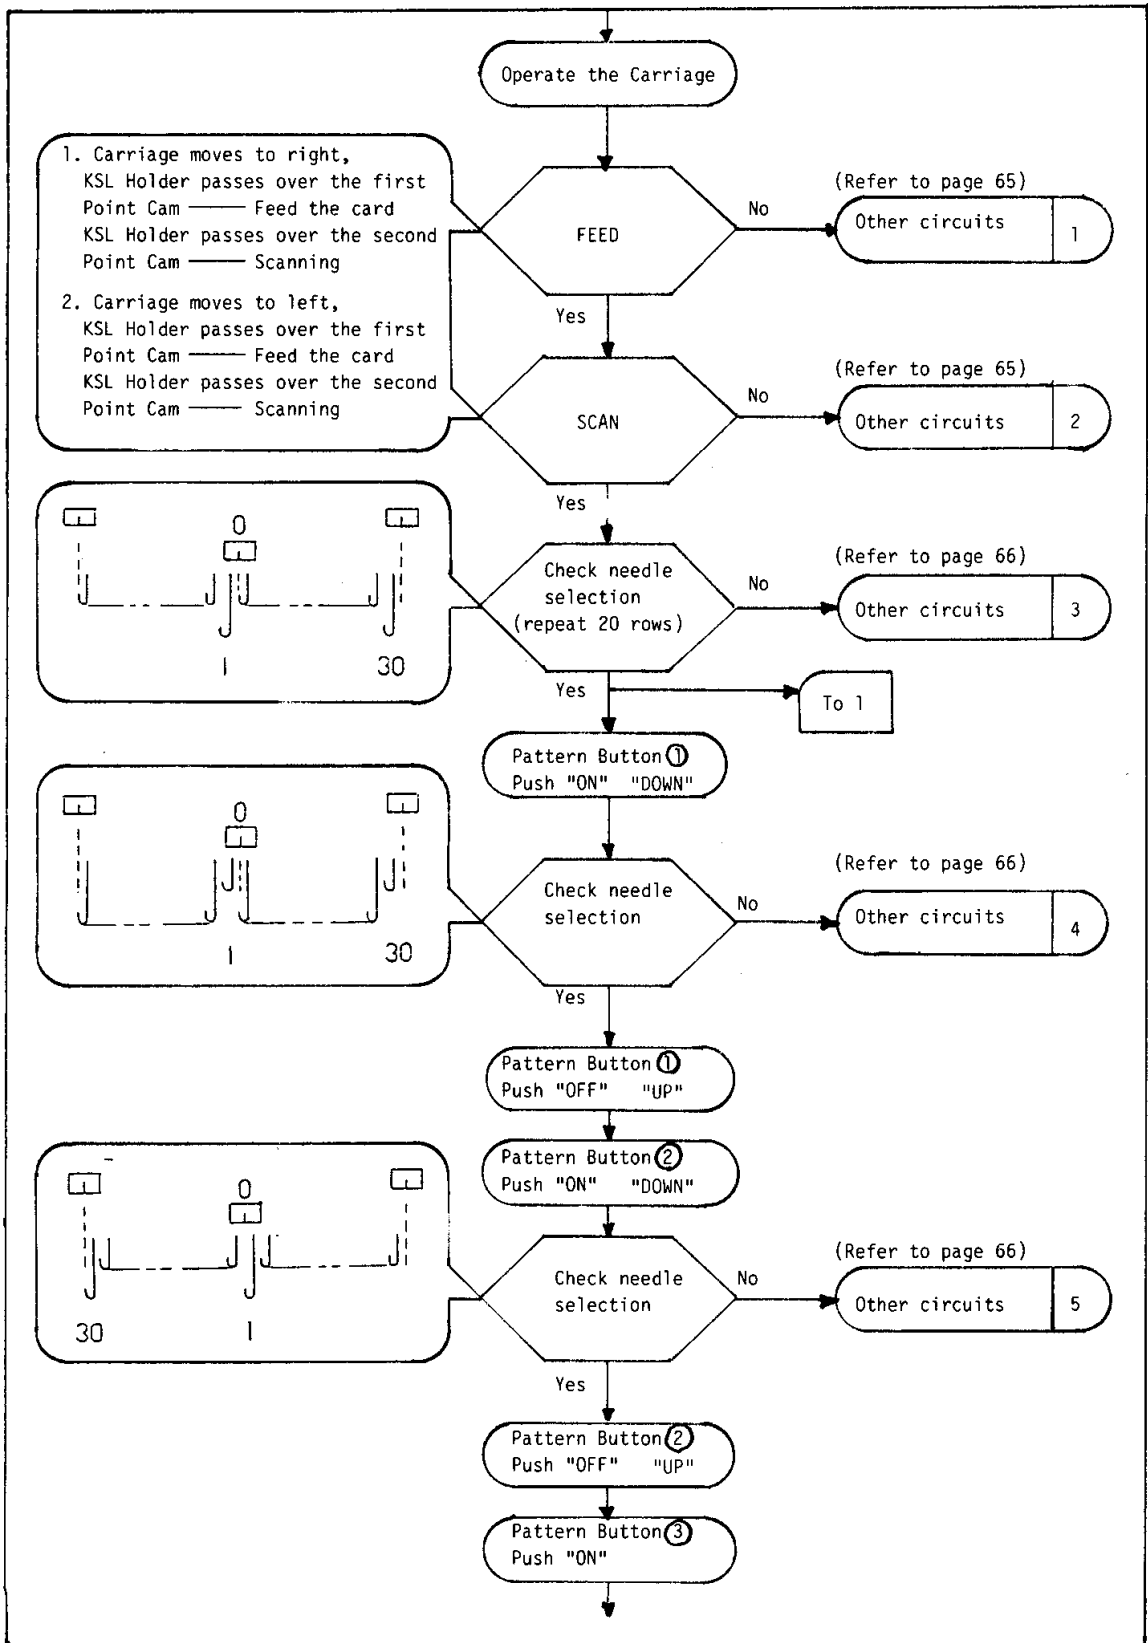 Operate the Carriage
1. Carriage moves to right,
KSL Holder passes over the first
Point Cam —— Feed the card
KSL Holder passes over the second
Point Cam —— Scanning
2. Carriage moves to left,
KSL Holder passes over the first
Point Cam —— Feed the card
KSL Holder passes over the second
Point Cam —— Scanning
FEED
No
(Refer to page 65)
Other circuits 1
Yes
SCAN
No
(Refer to page 65)
Other circuits 2
Yes
0
1 30
Check needle
selection
(repeat 20 rows)
No
(Refer to page 66)
Other circuits 3
Yes
To 1
Pattern Button ①
Push "ON" "DOWN"
0
1 30
Check needle
selection
No
(Refer to page 66)
Other circuits 4
Yes
Pattern Button ①
Push "OFF" "UP"
Pattern Button ②
Push "ON" "DOWN"
0
30 1
Check needle
selection
No
(Refer to page 66)
Other circuits 5
Yes
Pattern Button ②
Push "OFF" "UP"
Pattern Button ③
Push "ON"